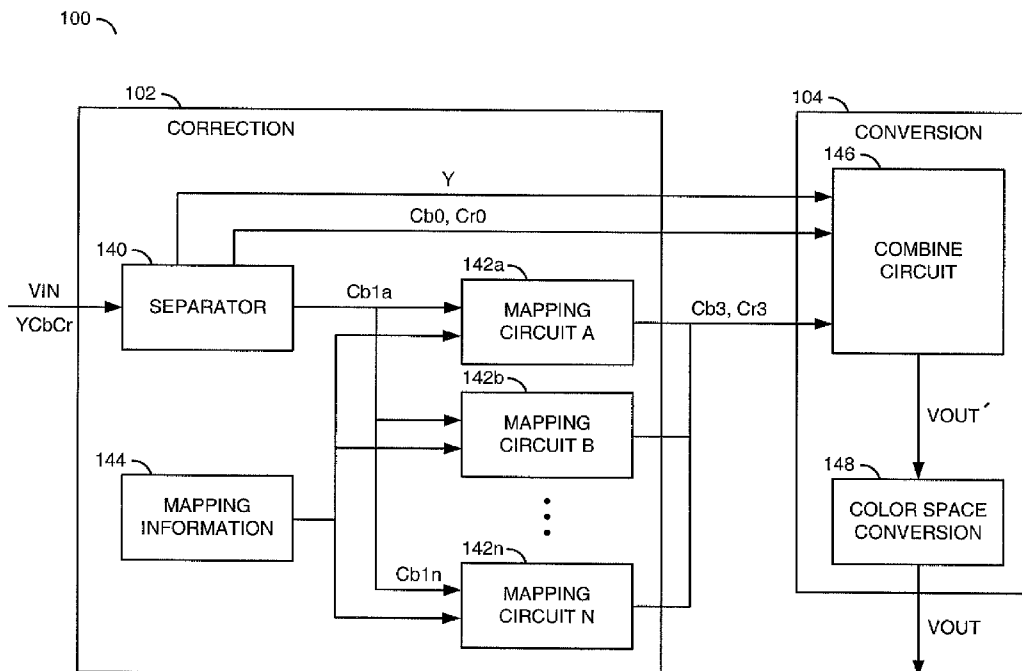 100
102
CORRECTION
104
CONVERSION
146
Y
Cb0, Cr0
COMBINE
CIRCUIT
140
SEPARATOR
VIN
YCbCr
Cb1a
142a
MAPPING
CIRCUIT A
Cb3, Cr3
142b
MAPPING
CIRCUIT B
VOUT´
144
MAPPING
INFORMATION
148
COLOR SPACE
CONVERSION
142n
Cb1n
MAPPING
CIRCUIT N
VOUT